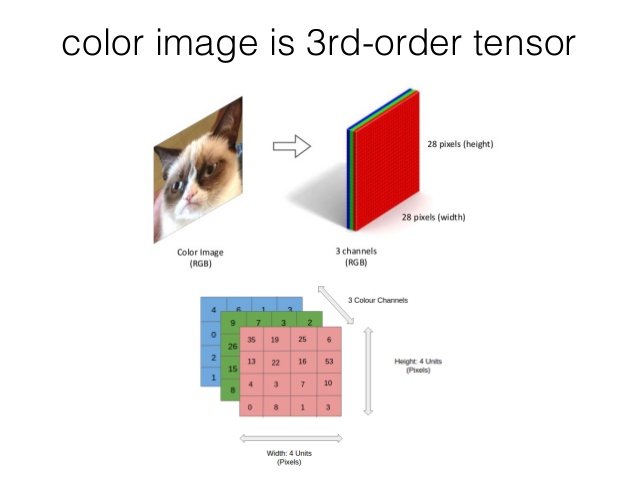 color image is 3rd-order tensor
28 pixels (height)
28 pixels (width)
Color Image
(RGB)
3 channels
(RGB)
3 Colour Channels
4 6 1 3
9 7 3 2
35 19 25 6
0
26
13 22 16 53
2
15
4 3 7 10
1
8
0 8 1 3
Height: 4 Units
(Pixels)
Width: 4 Units
(Pixels)